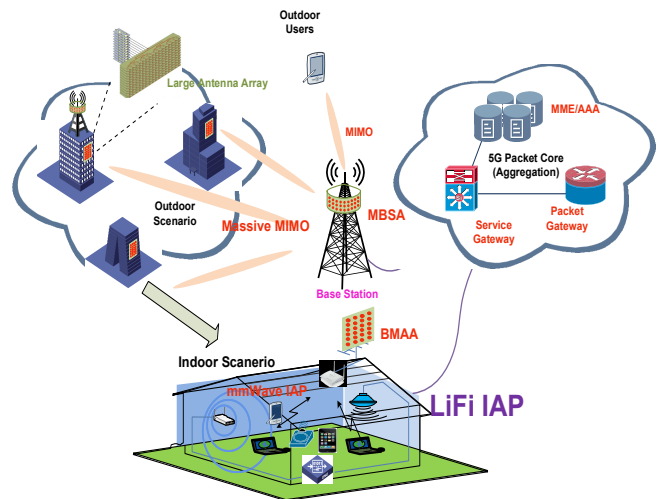 Outdoor
Users
Large Antenna Array
MME/AAA
MIMO
5G Packet Core
(Aggregation)
Outdoor
Scenario
Massive MIMO
MBSA
Service
Gateway
Packet
Gateway
Base Station
BMAA
Indoor Scanerio
mmWave IAP
LiFi IAP